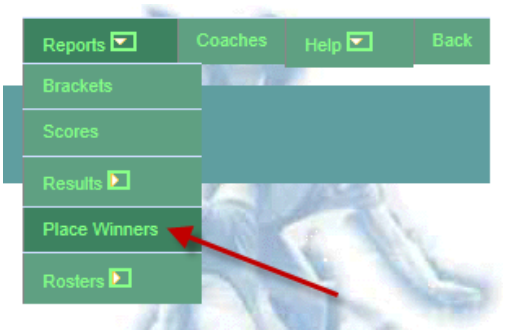 Reports Coaches Help Back
Brackets
Scores
Results
Place Winners
Rosters